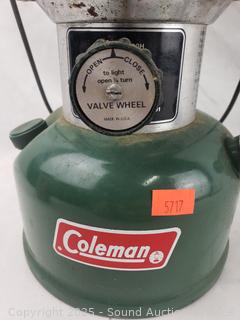 OPEN CLOSE
to light
open ¼ turn
VALVE WHEEL
MADE IN U.S.A.
5717
Coleman
Copyright 2025 - Sound Auction